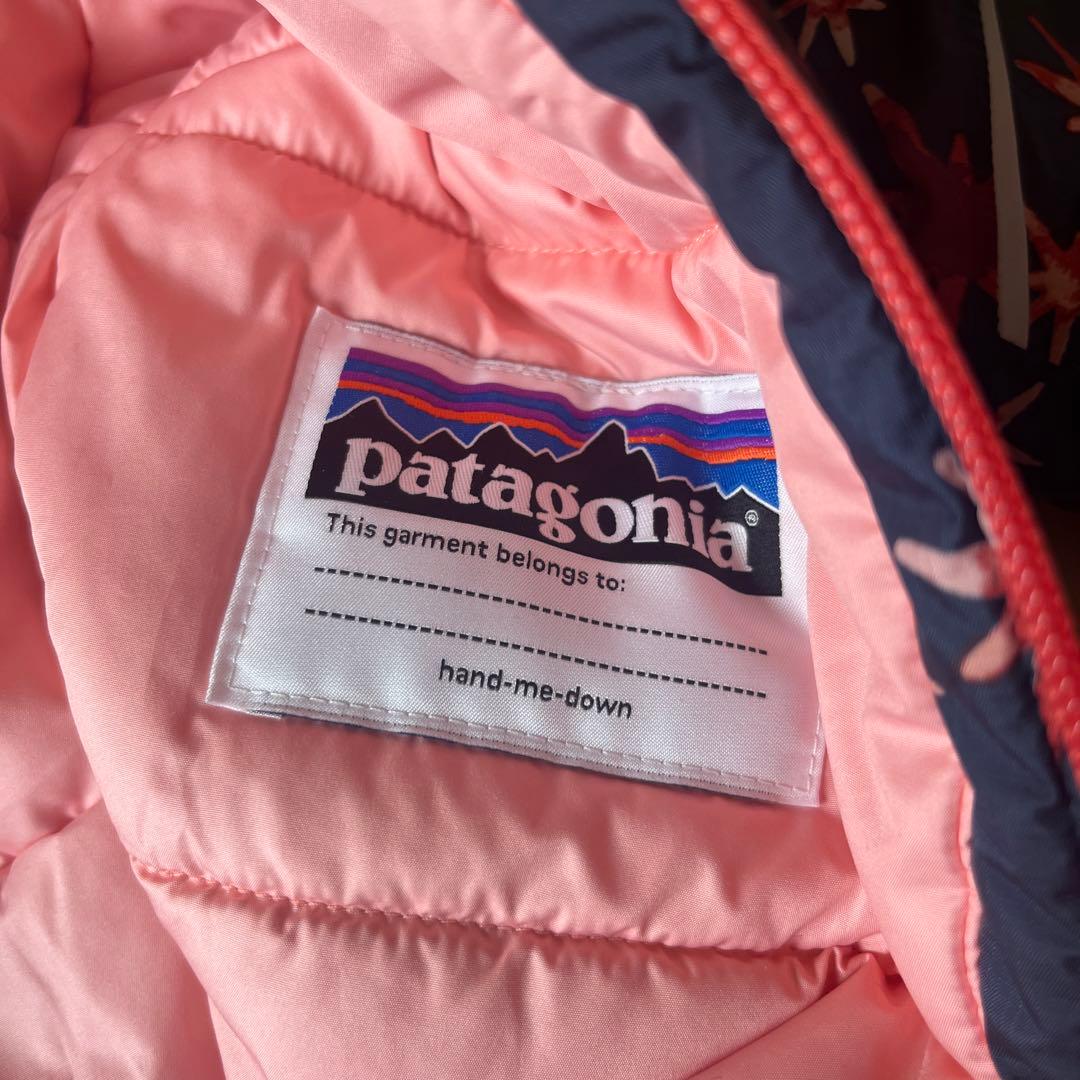 patagonia®
This garment belongs to:
hand-me-down